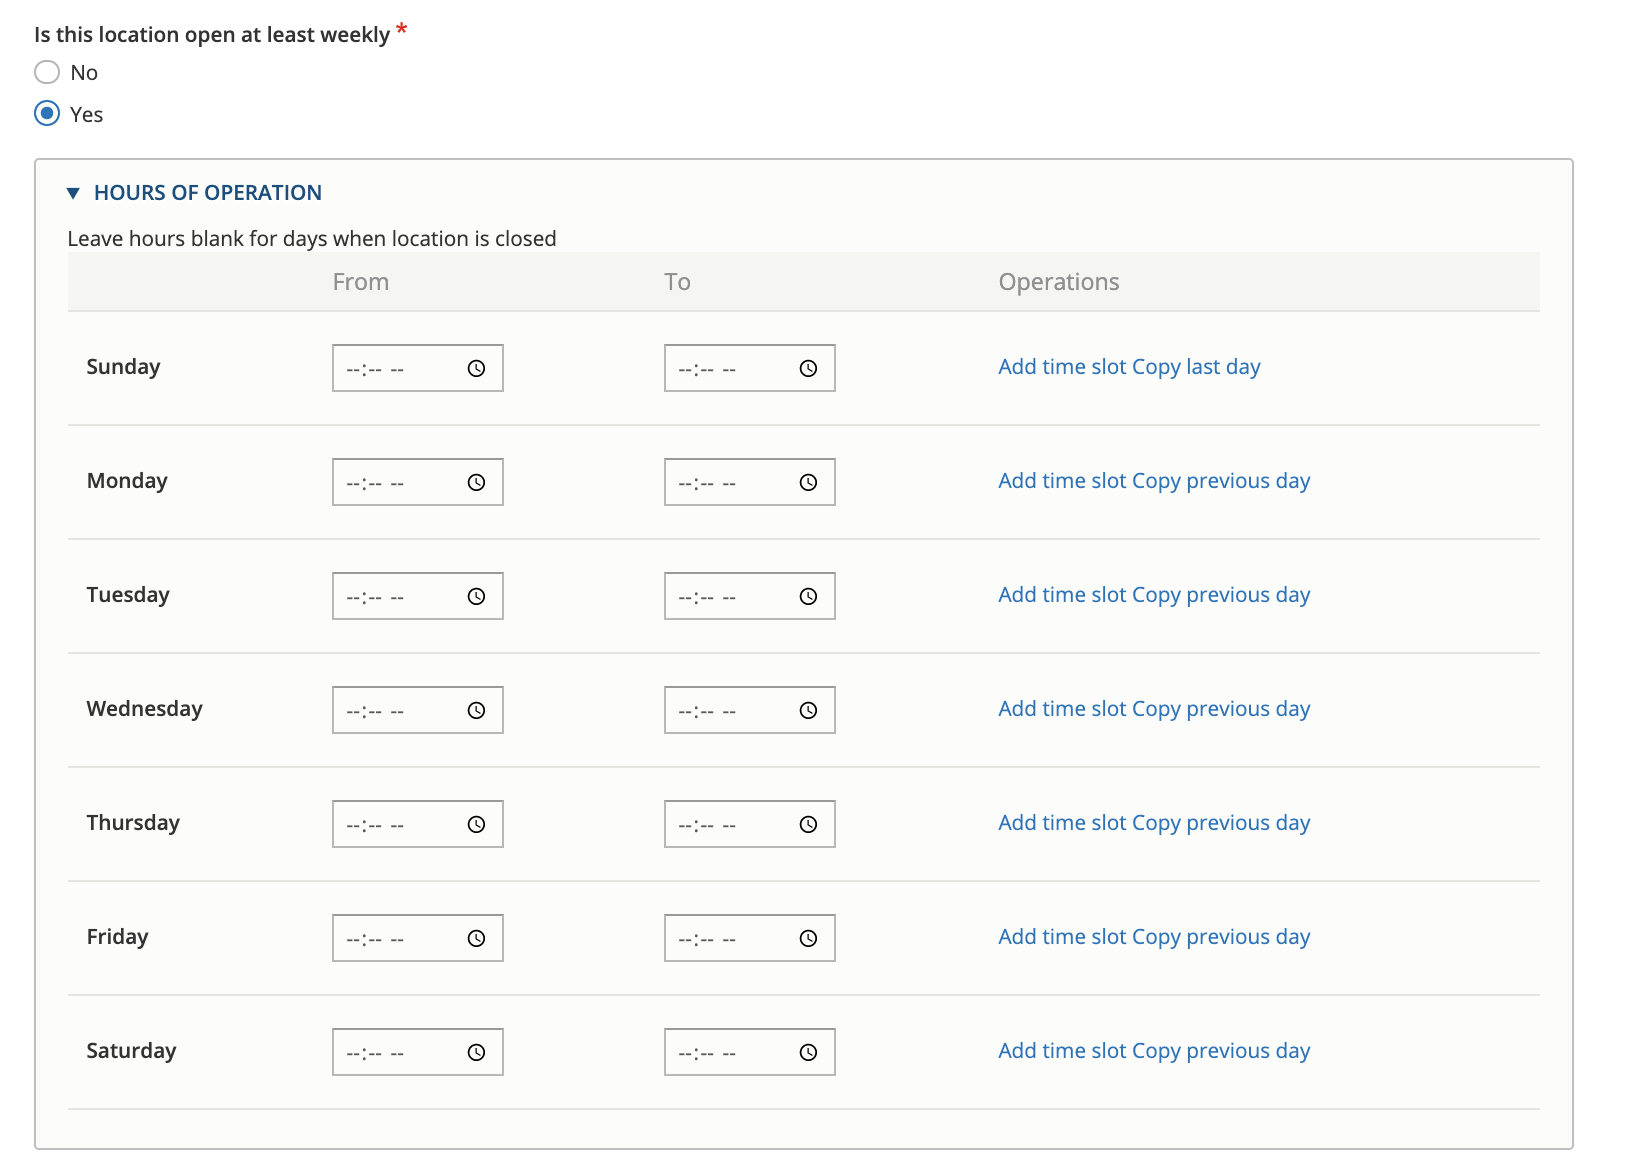 Is this location open at least weekly *
No
Yes
▼ HOURS OF OPERATION
Leave hours blank for days when location is closed
From To Operations
Sunday --:-- -- --:-- -- Add time slot Copy last day
Monday --:-- -- --:-- -- Add time slot Copy previous day
Tuesday --:-- -- --:-- -- Add time slot Copy previous day
Wednesday --:-- -- --:-- -- Add time slot Copy previous day
Thursday --:-- -- --:-- -- Add time slot Copy previous day
Friday --:-- -- --:-- -- Add time slot Copy previous day
Saturday --:-- -- --:-- -- Add time slot Copy previous day